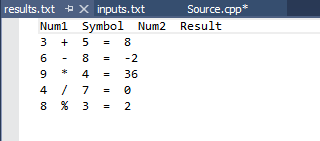 results.txt inputs.txt Source.cpp*
Num1 Symbol Num2 Result
3 + 5 = 8
6 - 8 = -2
9 * 4 = 36
4 / 7 = 0
8 % 3 = 2